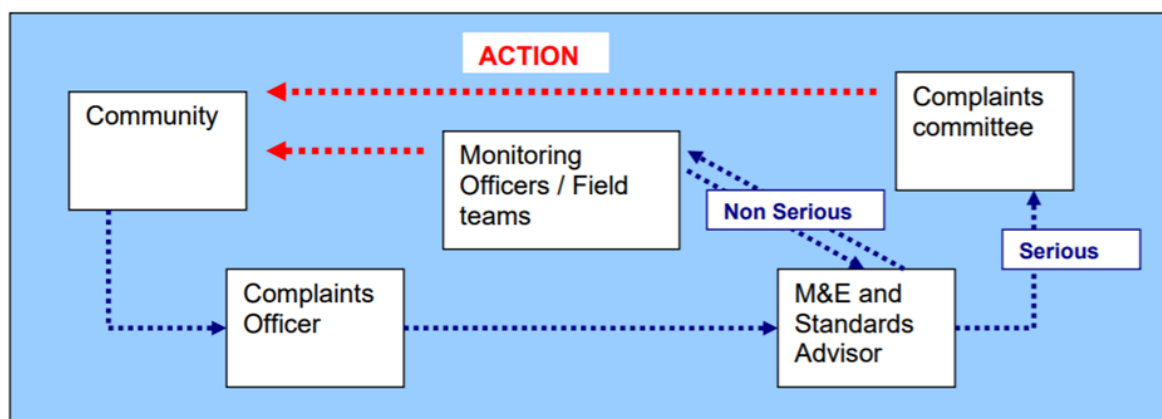 ACTION
Community
Complaints
committee
Monitoring
Officers / Field
teams
Non Serious
Serious
Complaints
Officer
M&E and
Standards
Advisor